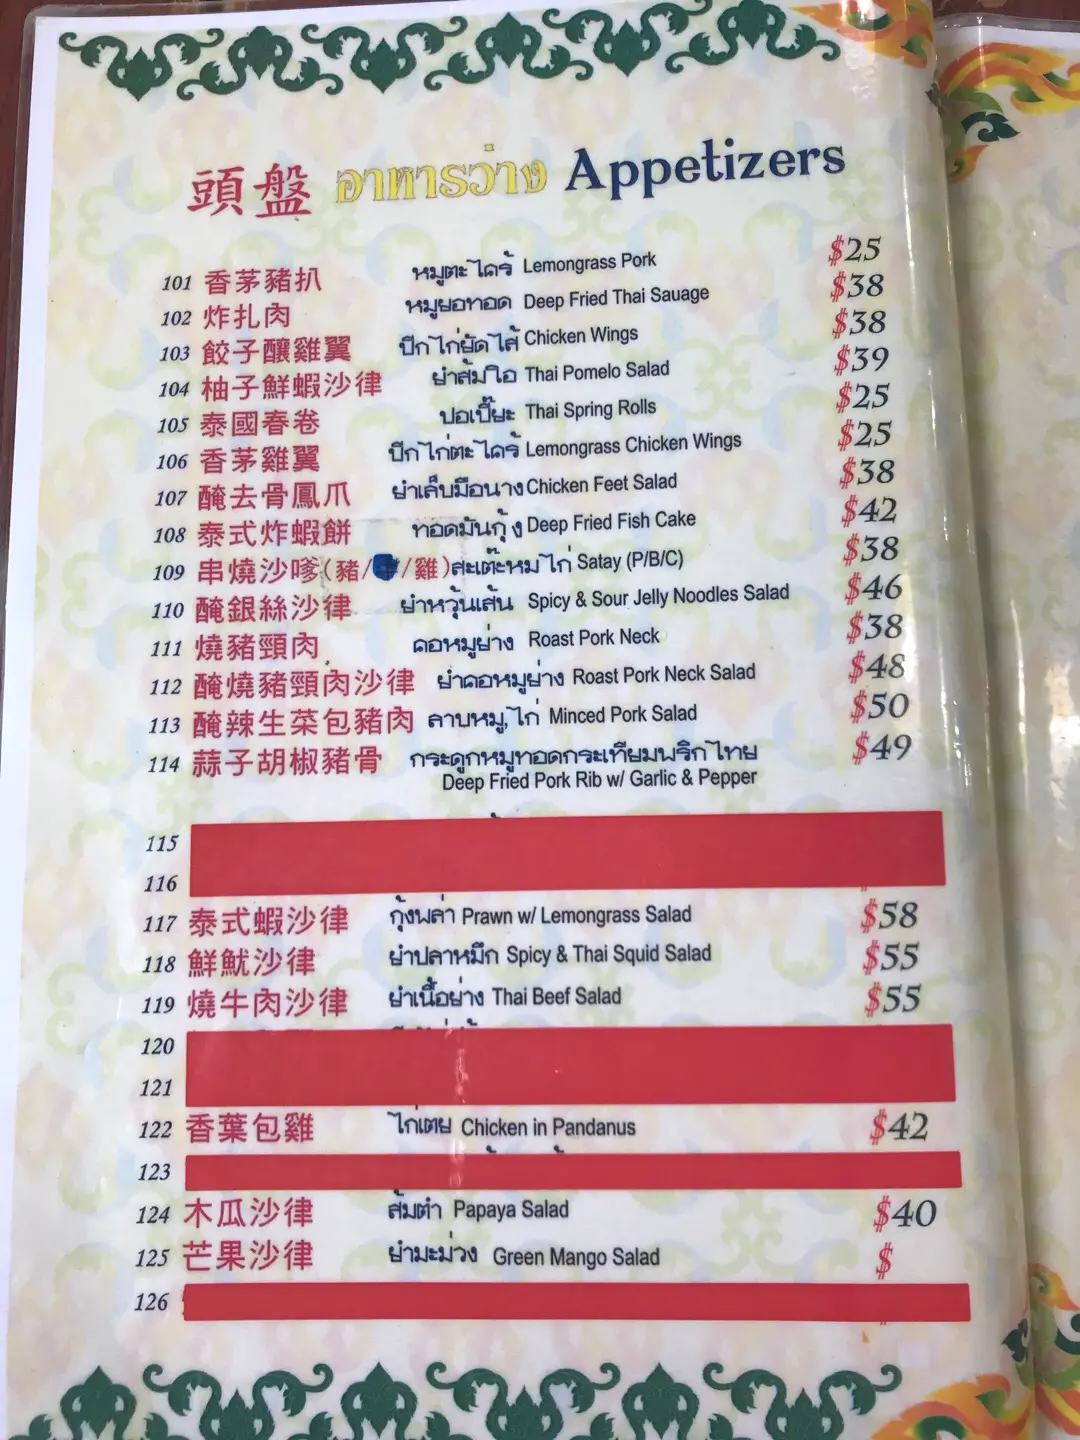 頭盤 อาหารว่าง Appetizers
101 香茅豬扒 หมูตะไคร้ Lemongrass Pork $25
102 炸扎肉 หมูยอทอด Deep Fried Thai Sauage $38
103 餃子釀雞翼 ปีกไก่ยัดไส้ Chicken Wings $38
104 柚子鮮蝦沙律 ยำส้มโอ Thai Pomelo Salad $39
105 泰國春卷 ปอเปี๊ยะ Thai Spring Rolls $25
106 香茅雞翼 ปีกไก่ตะไคร้ Lemongrass Chicken Wings $25
107 醃去骨鳳爪 ยำเล็บมือนาง Chicken Feet Salad $38
108 泰式炸蝦餅 ทอดมันกุ้ง Deep Fried Fish Cake $42
109 串燒沙嗲(豬/ /雞) สะเต๊ะหมูไก่ Satay (P/B/C) $38
110 醃銀絲沙律 ยำหวุ้นเส้น Spicy & Sour Jelly Noodles Salad $46
111 燒豬頸肉 คอหมูย่าง Roast Pork Neck $38
112 醃燒豬頸肉沙律 ยำคอหมูย่าง Roast Pork Neck Salad $48
113 醃辣生菜包豬肉 ลาบหมู,ไก่ Minced Pork Salad $50
114 蒜子胡椒豬骨 กระดูกหมูทอดกระเทียมพริกไทย $49
Deep Fried Pork Rib w/ Garlic & Pepper
115
116
117 泰式蝦沙律 กุ้งพล่า Prawn w/ Lemongrass Salad $58
118 鮮魷沙律 ยำปลาหมึก Spicy & Thai Squid Salad $55
119 燒牛肉沙律 ยำเนื้อย่าง Thai Beef Salad $55
120
121
122 香葉包雞 ไก่เตย Chicken in Pandanus $42
123
124 木瓜沙律 ส้มตำ Papaya Salad $40
125 芒果沙律 ยำมะม่วง Green Mango Salad $
126